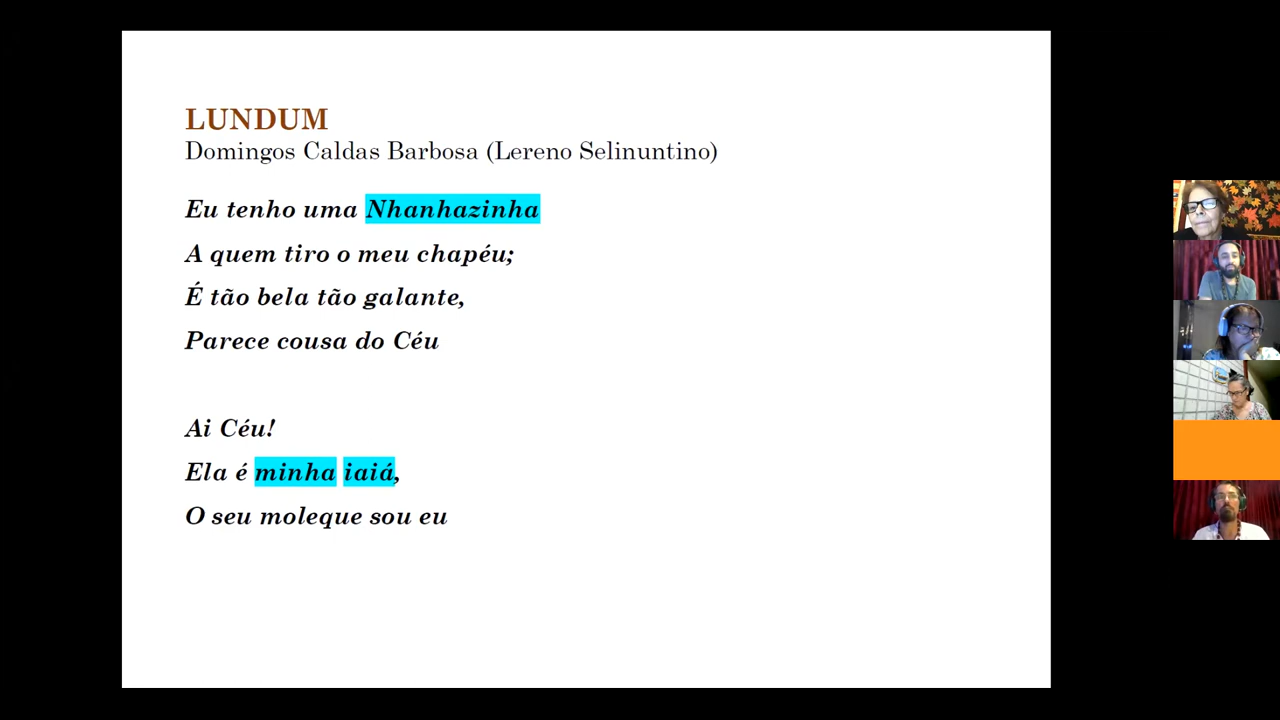 LUNDUM
Domingos Caldas Barbosa (Lereno Selinuntino)
Eu tenho uma Nhanhazinha
A quem tiro o meu chapéu;
É tão bela tão galante,
Parece cousa do Céu
Ai Céu!
Ela é minha iaiá,
O seu moleque sou eu